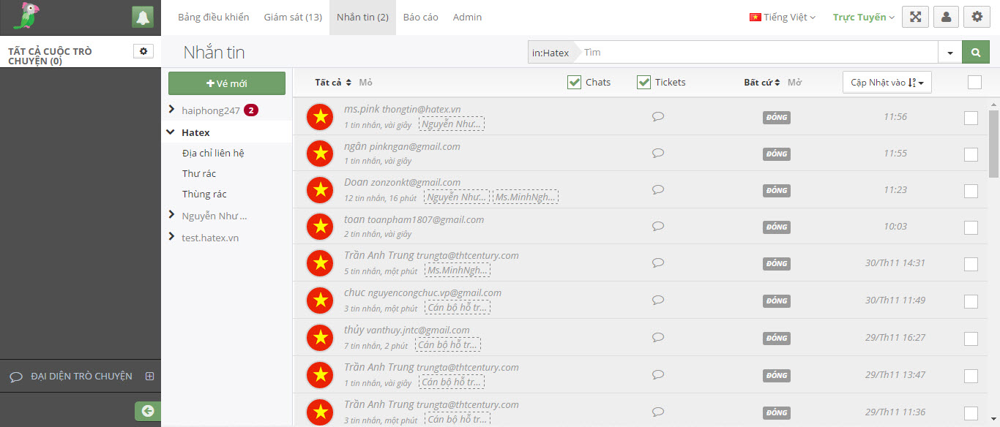 Bảng điều khiển Giám sát (13) Nhắn tin (2) Báo cáo Admin Tiếng Việt Trực Tuyến
TẤT CẢ CUỘC TRÒ
CHUYỆN (0)
Nhắn tin
in:Hatex Tìm
+ Vé mới
haiphong247 2
Hatex
Địa chỉ liên hệ
Thư rác
Thùng rác
Nguyễn Như ...
test.hatex.vn
Tất cả Mỏ Chats Tickets Bất cứ Mở Cập Nhật vào
ms.pink thongtin@hatex.vn
1 tin nhắn, vài giây Nguyễn Như... ĐÓNG 11:56
ngân pinkngan@gmail.com
1 tin nhắn, vài giây ĐÓNG 11:55
Doan zonzonkt@gmail.com
12 tin nhắn, 16 phút Nguyễn Như... Ms.MinhNgh... ĐÓNG 11:23
toan toanpham1807@gmail.com
2 tin nhắn, vài giây ĐÓNG 10:03
Trần Anh Trung trungta@thtcentury.com
5 tin nhắn, một phút Ms.MinhNgh... ĐÓNG 30/Th11 14:31
chuc nguyencongchuc.vp@gmail.com
3 tin nhắn, một phút Cán bộ hỗ tr... ĐÓNG 30/Th11 11:49
thủy vanthuy.jntc@gmail.com
7 tin nhắn, 2 phút Cán bộ hỗ tr... ĐÓNG 29/Th11 16:27
Trần Anh Trung trungta@thtcentury.com
1 tin nhắn, vài giây Cán bộ hỗ tr... ĐÓNG 29/Th11 13:47
Trần Anh Trung trungta@thtcentury.com
3 tin nhắn, một phút Cán bộ hỗ tr... ĐÓNG 29/Th11 11:36
ĐẠI DIỆN TRÒ CHUYỆN